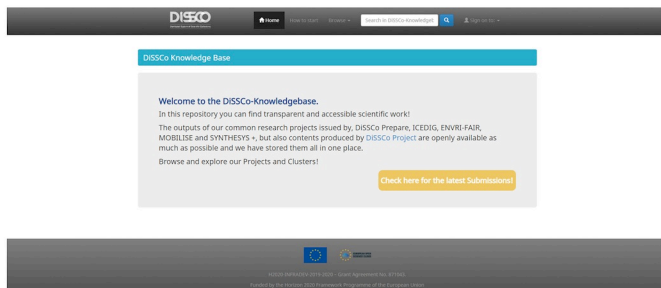 DiSSCo
Home How to start Browse Search in DiSSCo-Knowledgeb Sign on to:
DiSSCo Knowledge Base
Welcome to the DiSSCo-Knowledgebase.
In this repository you can find transparent and accessible scientific work!
The outputs of our common research projects issued by, DiSSCo Prepare, ICEDIG, ENVRI-FAIR,
MOBILISE and SYNTHESYS +, but also contents produced by DiSSCo Project are openly available as
much as possible and we have stored them all in one place.
Browse and explore our Projects and Clusters!
Check here for the latest Submissions!
H2020-INFRADEV-2019-2020 – Grant Agreement No. 871043
Funded by the Horizon 2020 Framework Programme of the European Union